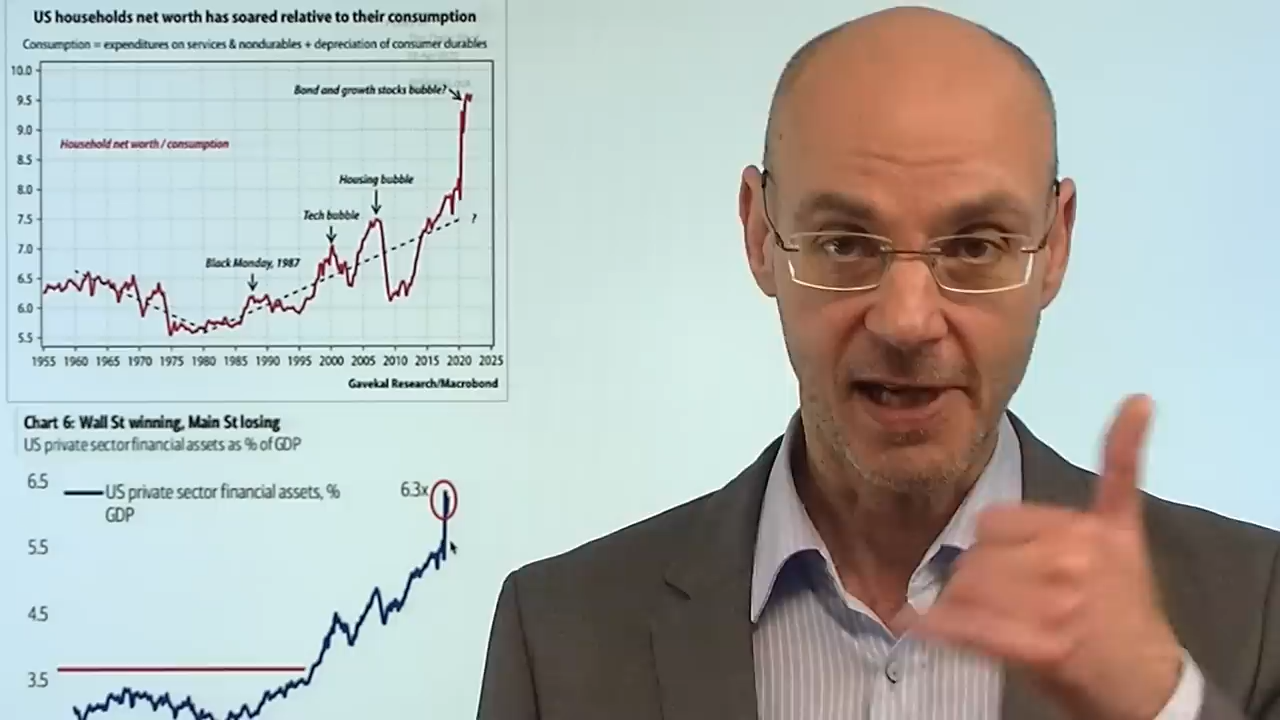 US households net worth has soared relative to their consumption
Consumption = expenditures on services & nondurables + depreciation of consumer durables
10.0
9.5
9.0
8.5
8.0
7.5
7.0
6.5
6.0
5.5
Bond and growth stocks bubble?
Household net worth / consumption
Housing bubble
Tech bubble
?
Black Monday, 1987
1955 1960 1965 1970 1975 1980 1985 1990 1995 2000 2005 2010 2015 2020 2025
Gavekal Research/Macrobond
Chart 6: Wall St winning, Main St losing
US private sector financial assets as % of GDP
6.5
5.5
4.5
3.5
US private sector financial assets, %
GDP
6.3x